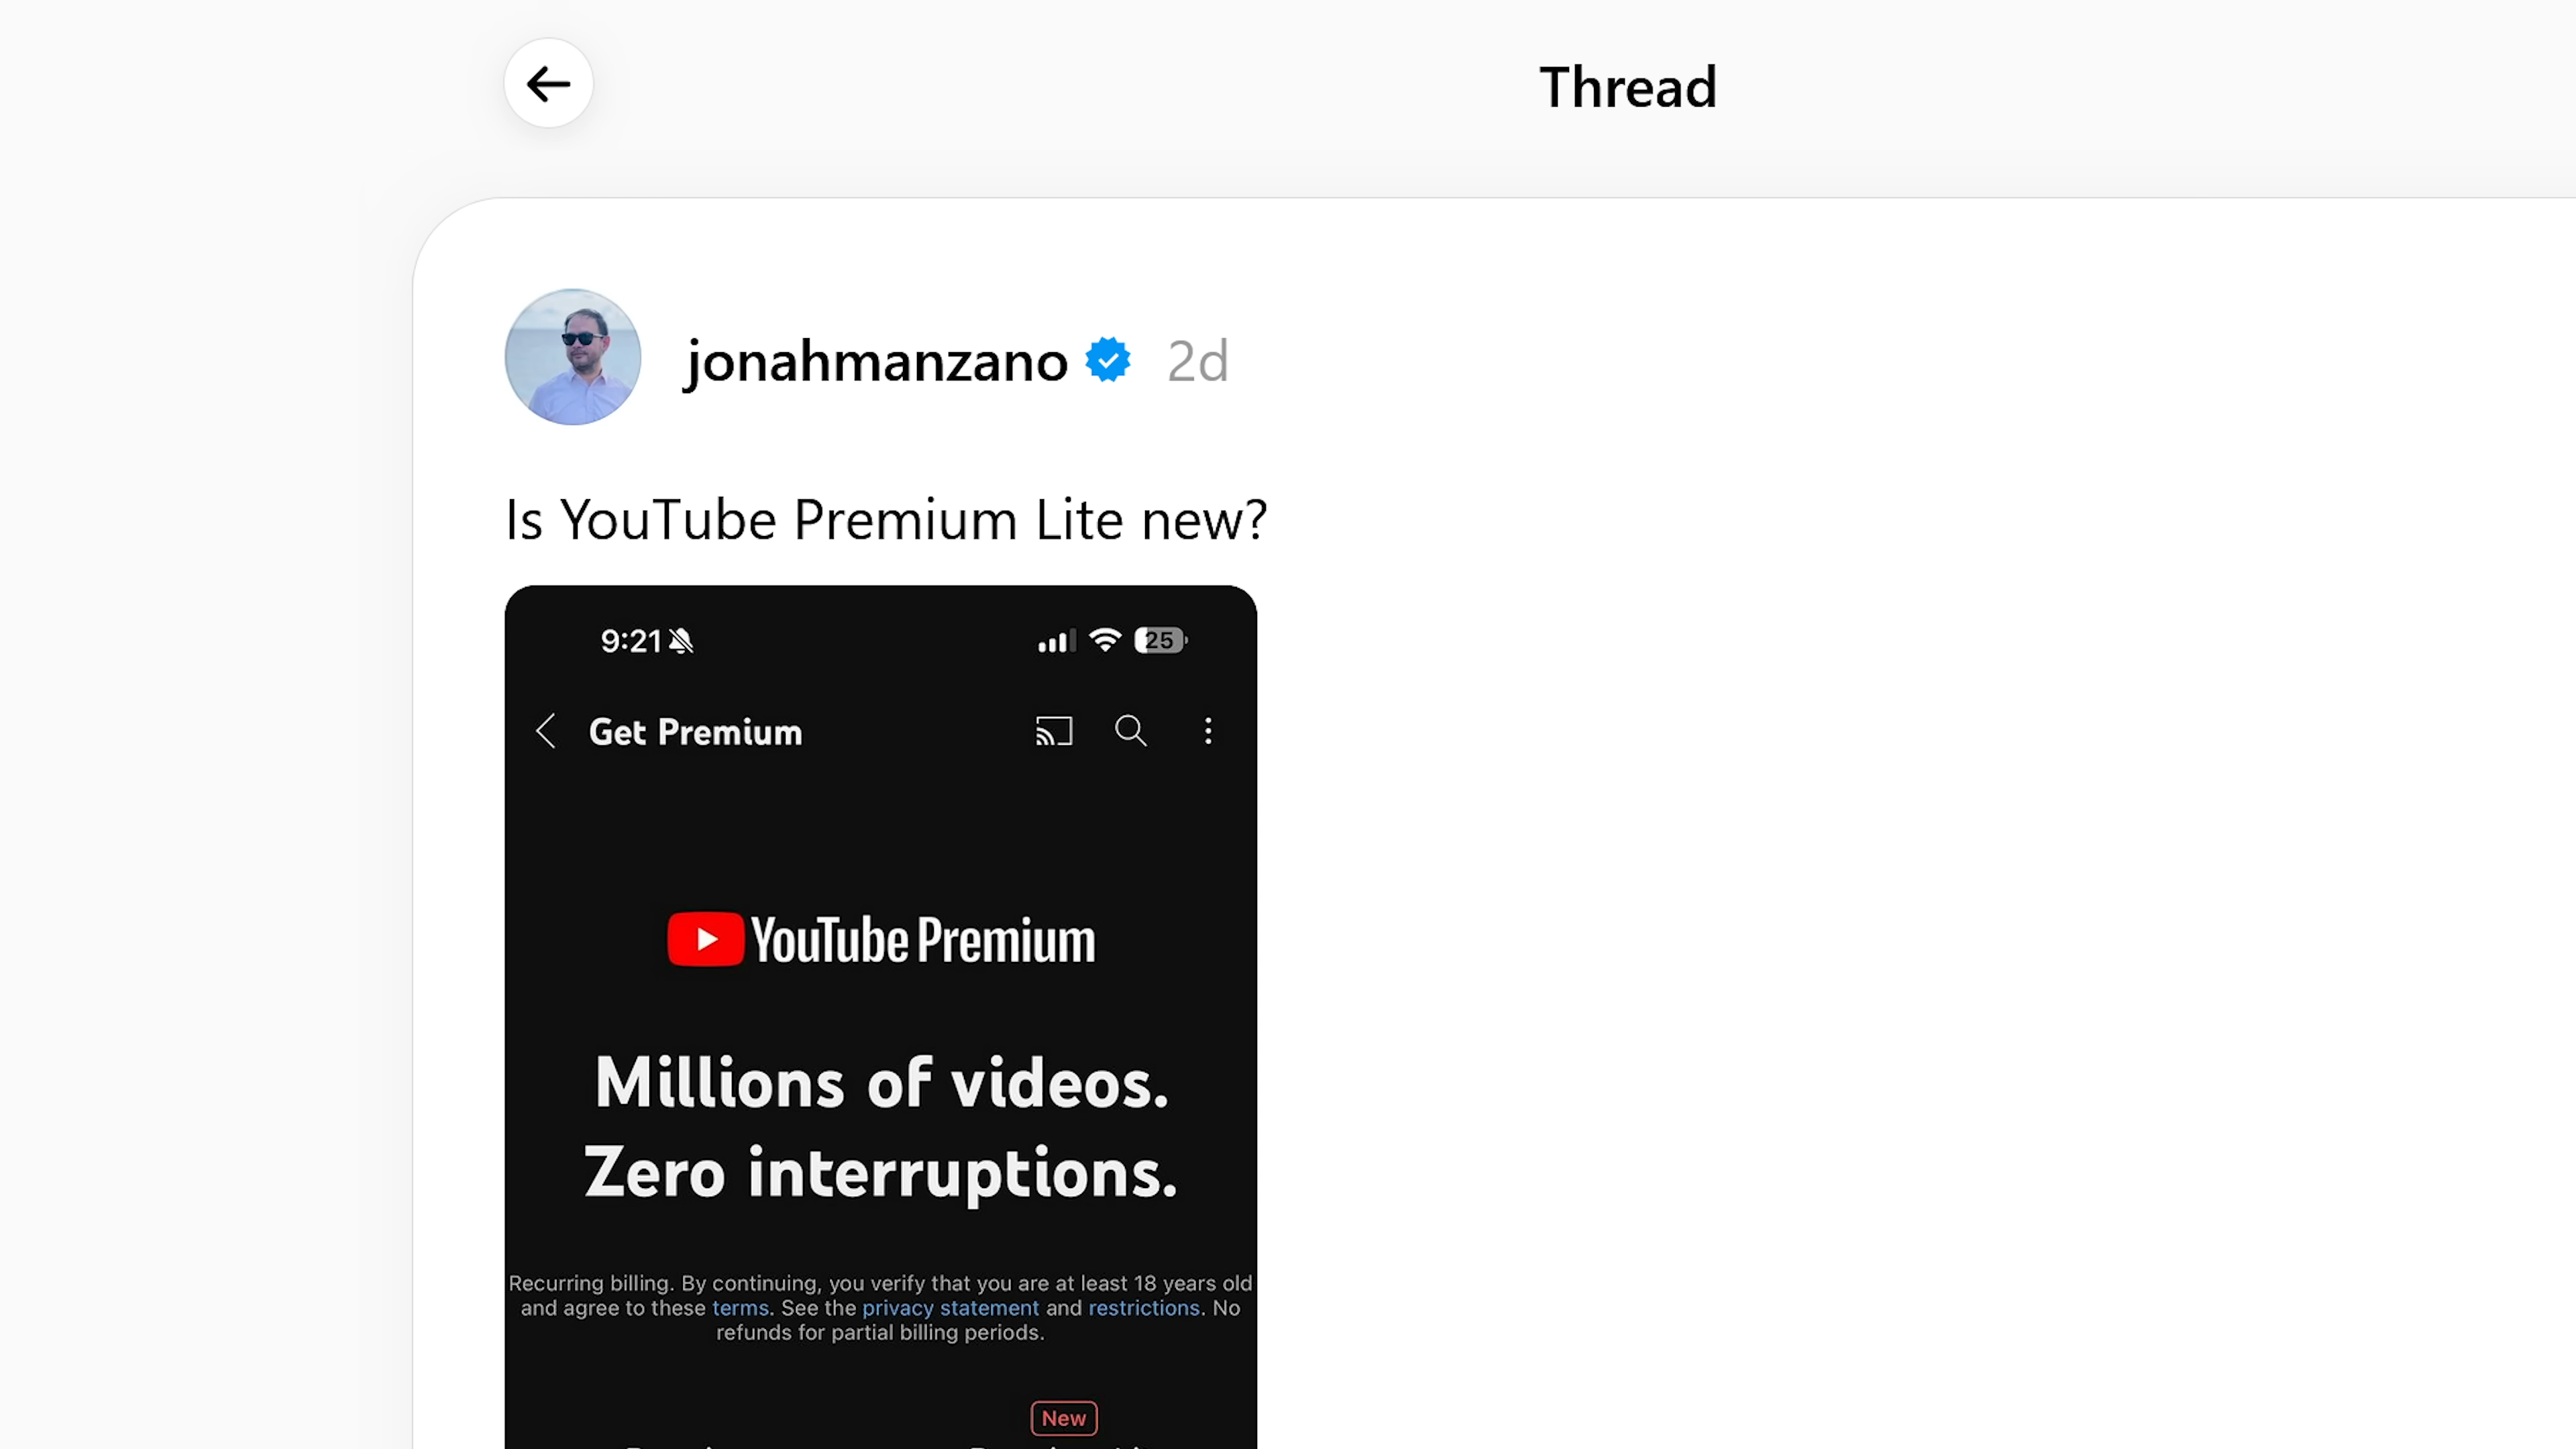 Thread
jonahmanzano 2d
Is YouTube Premium Lite new?
9:21 25
Get Premium
YouTube Premium
Millions of videos.
Zero interruptions.
Recurring billing. By continuing, you verify that you are at least 18 years old
and agree to these terms. See the privacy statement and restrictions. No
refunds for partial billing periods.
New